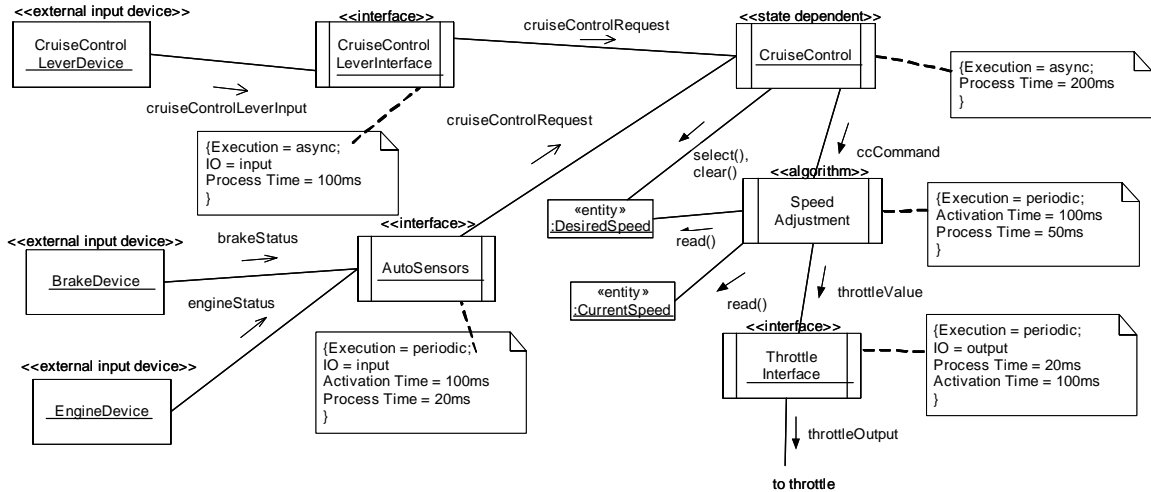 <<external input device>>
CruiseControl
LeverDevice
cruiseControlLeverInput
<<interface>>
CruiseControl
LeverInterface
cruiseControlRequest
<<state dependent>>
CruiseControl
{Execution = async;
Process Time = 200ms
}
{Execution = async;
IO = input
Process Time = 100ms
}
cruiseControlRequest
select(),
clear()
ccCommand
<<algorithm>>
Speed
Adjustment
{Execution = periodic;
Activation Time = 100ms
Process Time = 50ms
}
«entity»
:DesiredSpeed
read()
<<external input device>>
BrakeDevice
brakeStatus
engineStatus
<<interface>>
AutoSensors
«entity»
:CurrentSpeed
read()
throttleValue
<<interface>>
Throttle
Interface
{Execution = periodic;
IO = output
Process Time = 20ms
Activation Time = 100ms
}
{Execution = periodic;
IO = input
Activation Time = 100ms
Process Time = 20ms
}
<<external input device>>
EngineDevice
throttleOutput
to throttle